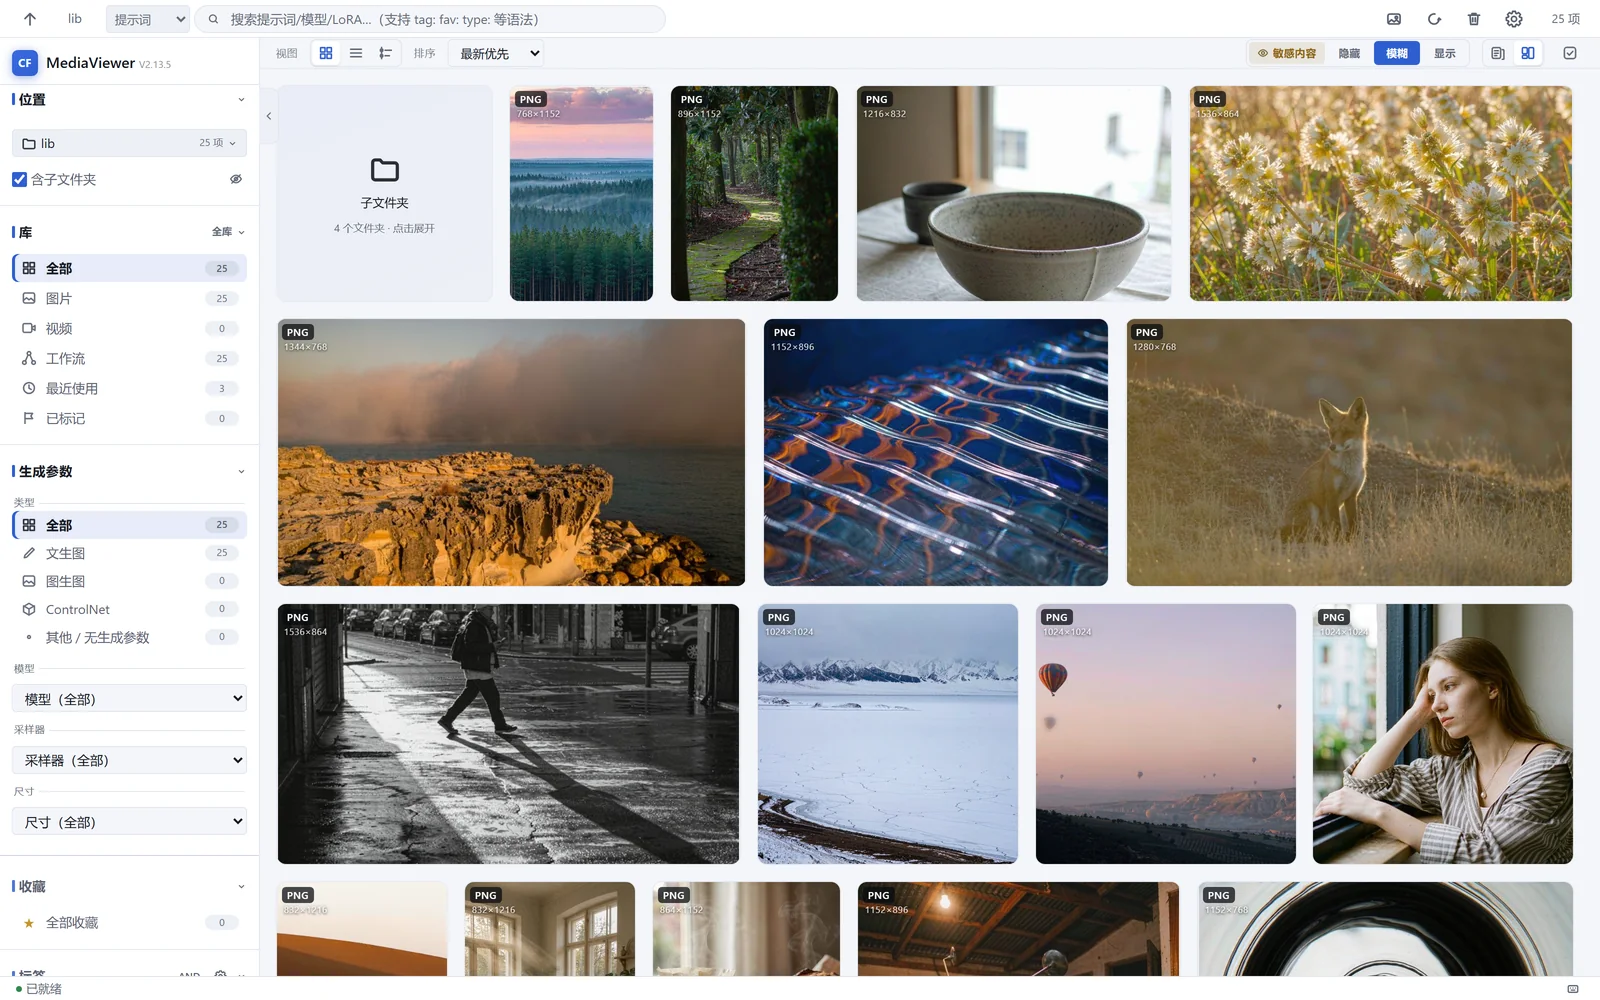 lib
提示词
搜索提示词/模型/LoRA...（支持 tag: fav: type: 等语法）
25 项
CF MediaViewer V2.13.5
视图
排序
最新优先
敏感内容
隐藏
模糊
显示
位置
lib 25 项
含子文件夹
库 全库
全部 25
图片 25
视频 0
工作流 25
最近使用 3
已标记 0
生成参数
类型
全部 25
文生图 25
图生图 0
ControlNet 0
其他 / 无生成参数 0
模型
模型（全部）
采样器
采样器（全部）
尺寸
尺寸（全部）
收藏
全部收藏 0
标签 AND
已就绪
子文件夹
4 个文件夹 · 点击展开
PNG
768×1152
PNG
896×1152
PNG
1216×832
PNG
1536×864
PNG
1344×768
PNG
1152×896
PNG
1280×768
PNG
1536×864
PNG
1024×1024
PNG
1024×1024
PNG
1024×1024
PNG
832×1216
PNG
832×1216
PNG
864×1152
PNG
1152×896
PNG
1152×768